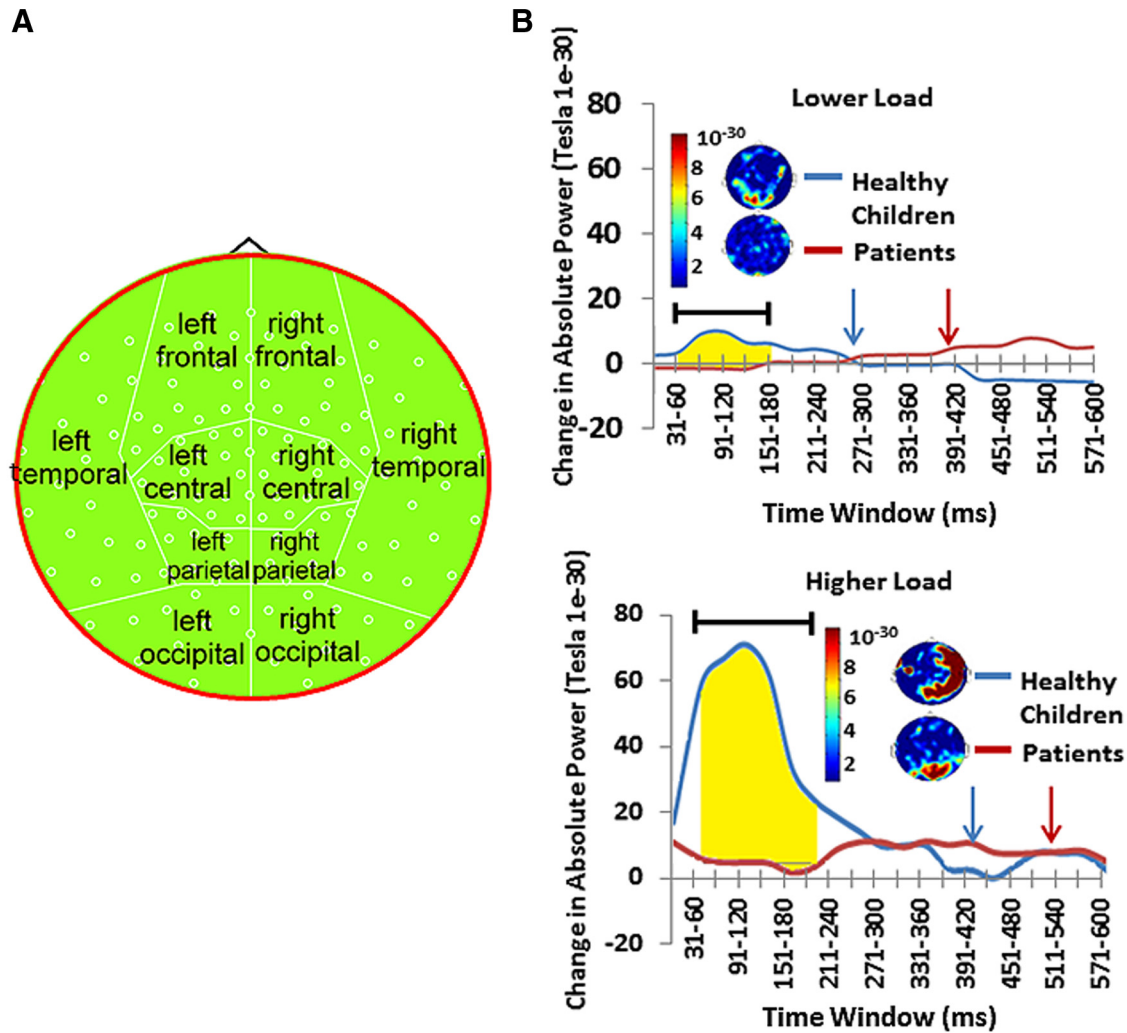 A
left
frontal
right
frontal
left
temporal
left
central
right
central
right
temporal
left
parietal
right
parietal
left
occipital
right
occipital
B
Change in Absolute Power (Tesla 1e-30)
Lower Load
80
60
40
20
0
-20
10-30
8
6
4
2
Healthy
Children
Patients
31-60
91-120
151-180
211-240
271-300
331-360
391-420
451-480
511-540
571-600
Time Window (ms)
Change in Absolute Power (Tesla 1e-30)
Higher Load
80
60
40
20
0
-20
10-30
8
6
4
2
Healthy
Children
Patients
31-60
91-120
151-180
211-240
271-300
331-360
391-420
451-480
511-540
571-600
Time Window (ms)